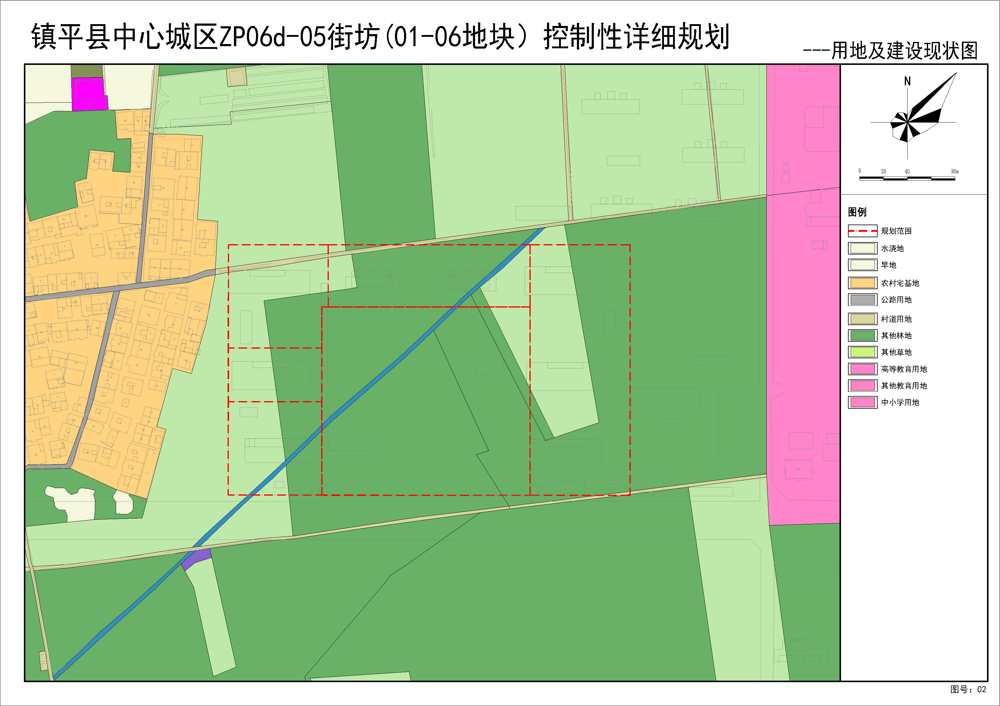 镇平县中心城区ZP06d-05街坊(01-06地块）控制性详细规划
---用地及建设现状图
N
0 20 40 80m
图例
规划范围
水浇地
旱地
农村宅基地
公路用地
村道用地
其他林地
其他草地
高等教育用地
其他教育用地
中小学用地
图号：02